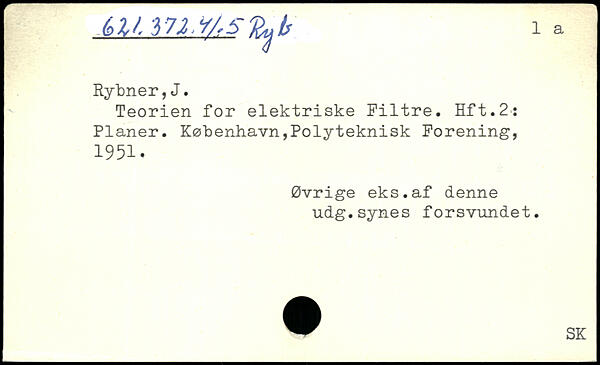 621.372.4/.5 Ryb
1 a
Rybner,J.
Teorien for elektriske Filtre. Hft.2:
Planer. København,Polyteknisk Forening,
1951.
Øvrige eks.af denne
udg.synes forsvundet.
SK